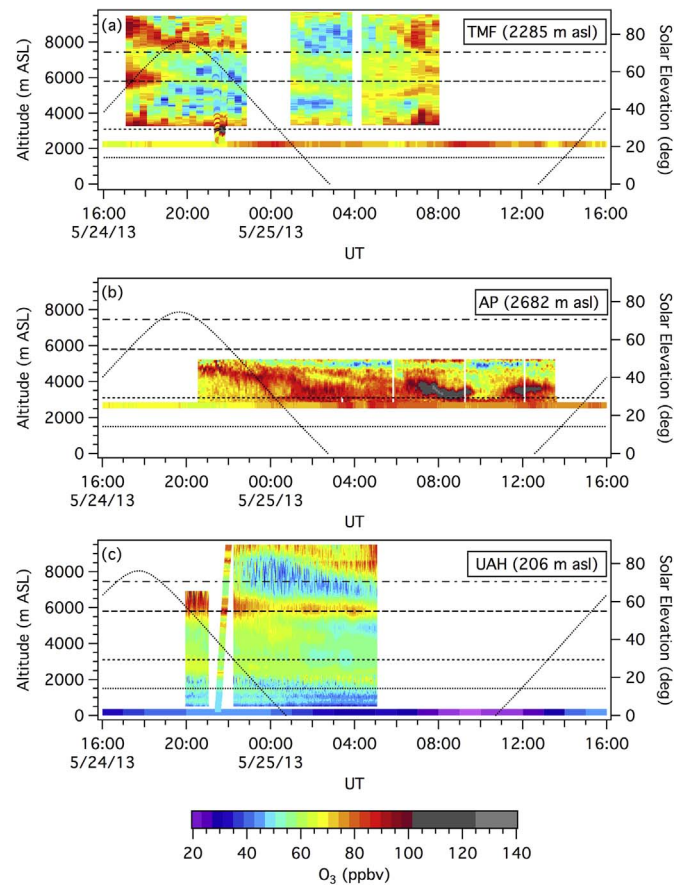 (a)
TMF (2285 m asl)
Altitude (m ASL)
8000
6000
4000
2000
0
Solar Elevation (deg)
80
60
40
20
0
16:00 20:00 00:00 04:00 08:00 12:00 16:00
5/24/13 5/25/13
UT
(b)
AP (2682 m asl)
Altitude (m ASL)
8000
6000
4000
2000
0
Solar Elevation (deg)
80
60
40
20
0
16:00 20:00 00:00 04:00 08:00 12:00 16:00
5/24/13 5/25/13
UT
(c)
UAH (206 m asl)
Altitude (m ASL)
8000
6000
4000
2000
0
Solar Elevation (deg)
80
60
40
20
0
16:00 20:00 00:00 04:00 08:00 12:00 16:00
5/24/13 5/25/13
UT
20 40 60 80 100 120 140
O₃ (ppbv)